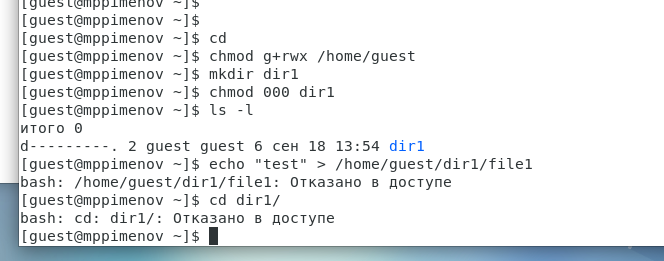 [guest@mppimenov ~]$
[guest@mppimenov ~]$
[guest@mppimenov ~]$ cd
[guest@mppimenov ~]$ chmod g+rwx /home/guest
[guest@mppimenov ~]$ mkdir dir1
[guest@mppimenov ~]$ chmod 000 dir1
[guest@mppimenov ~]$ ls -l
итого 0
d---------. 2 guest guest 6 сен 18 13:54 dir1
[guest@mppimenov ~]$ echo "test" > /home/guest/dir1/file1
bash: /home/guest/dir1/file1: Отказано в доступе
[guest@mppimenov ~]$ cd dir1/
bash: cd: dir1/: Отказано в доступе
[guest@mppimenov ~]$